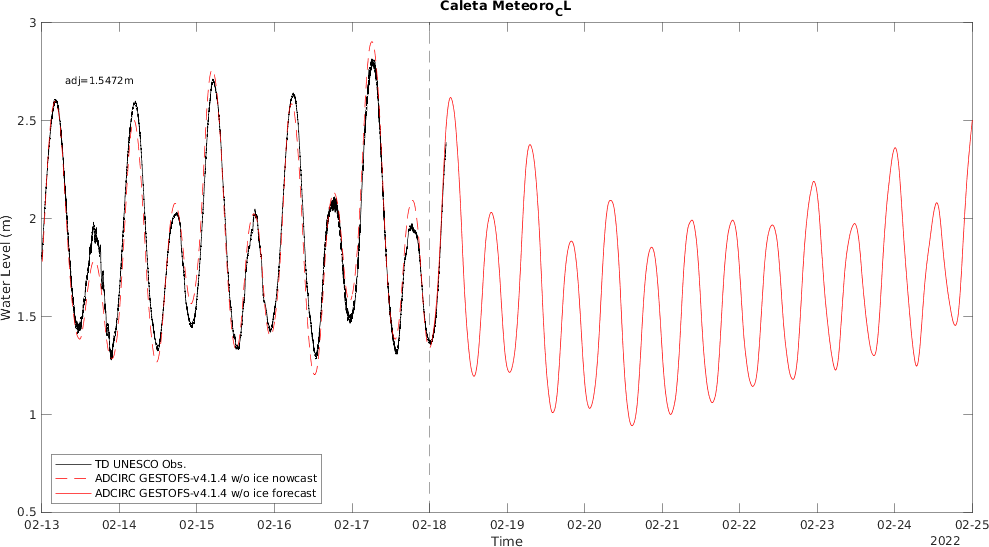 Caleta Meteoro_CL
3
adj=1.5472m
2.5
2
Water Level (m)
1.5
1
TD UNESCO Obs.
ADCIRC GESTOFS-v4.1.4 w/o ice nowcast
ADCIRC GESTOFS-v4.1.4 w/o ice forecast
0.5
02-13 02-14 02-15 02-16 02-17 02-18 02-19 02-20 02-21 02-22 02-23 02-24 02-25
Time
2022